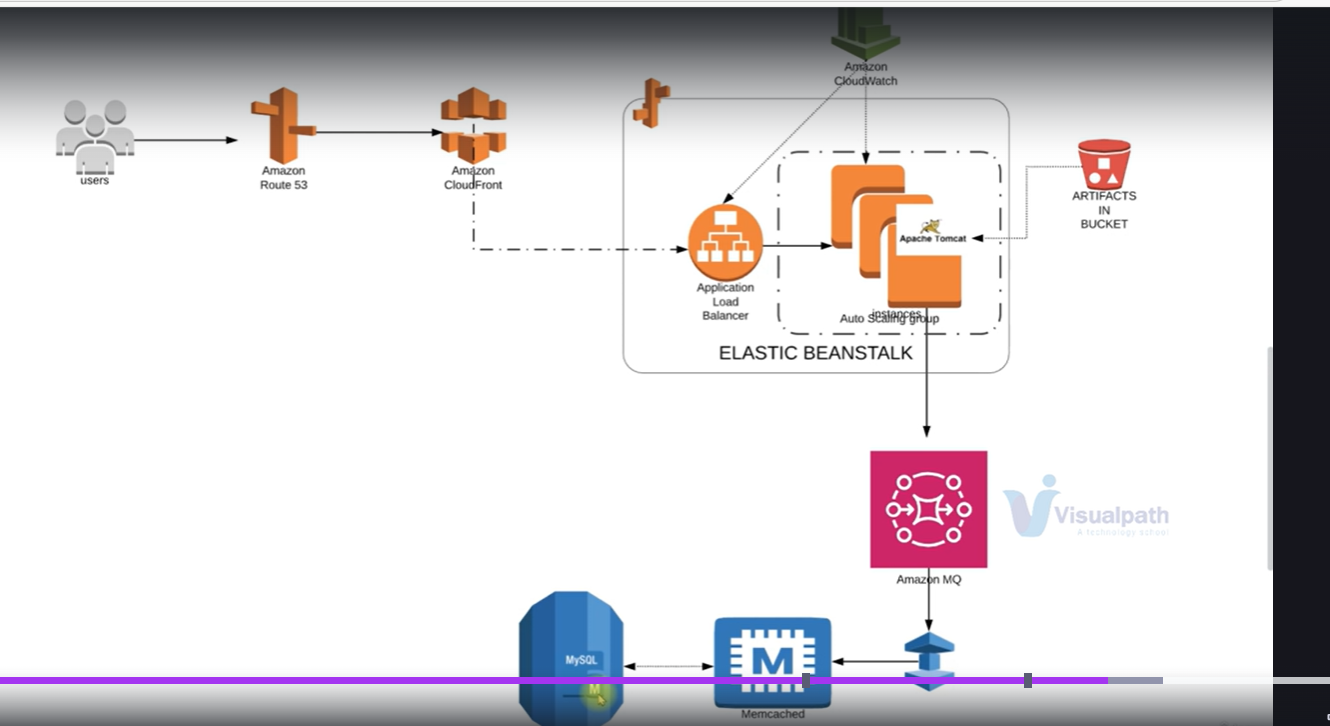 Amazon
CloudWatch
users
Amazon
Route 53
Amazon
CloudFront
ARTIFACTS
IN
BUCKET
Apache Tomcat
Application
Load
Balancer
instances
Auto Scaling group
ELASTIC BEANSTALK
Visualpath
A technology school
Amazon MQ
MySQL
M
M
Memcached